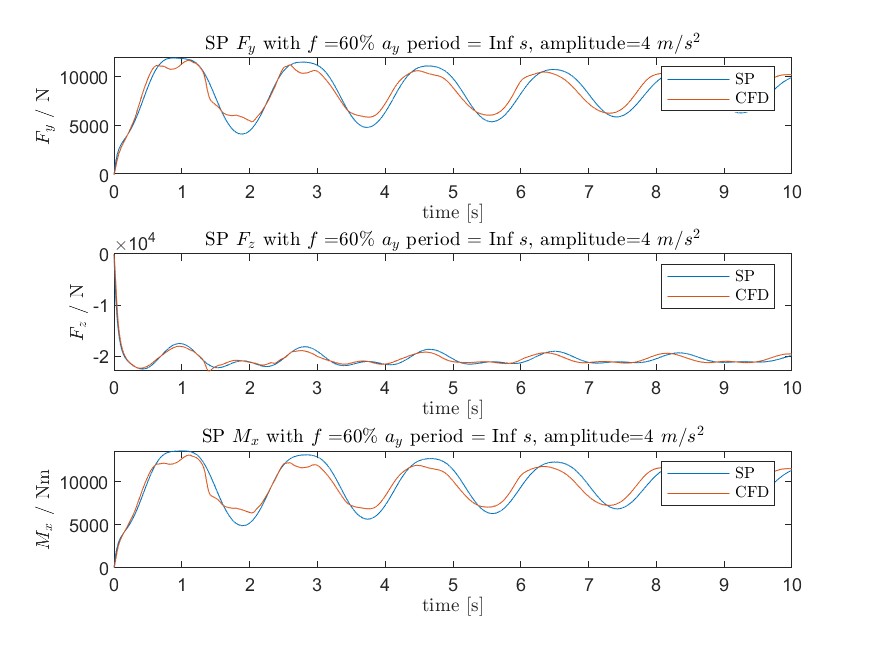 SP F_y with f =60% a_y period = Inf s, amplitude=4 m/s^2
F_y / N
10000
5000
0
SP
CFD
0 1 2 3 4 5 6 7 8 9 10
time [s]
×10^4
SP F_z with f =60% a_y period = Inf s, amplitude=4 m/s^2
F_z / N
0
-1
-2
SP
CFD
0 1 2 3 4 5 6 7 8 9 10
time [s]
SP M_x with f =60% a_y period = Inf s, amplitude=4 m/s^2
M_x / Nm
10000
5000
0
SP
CFD
0 1 2 3 4 5 6 7 8 9 10
time [s]